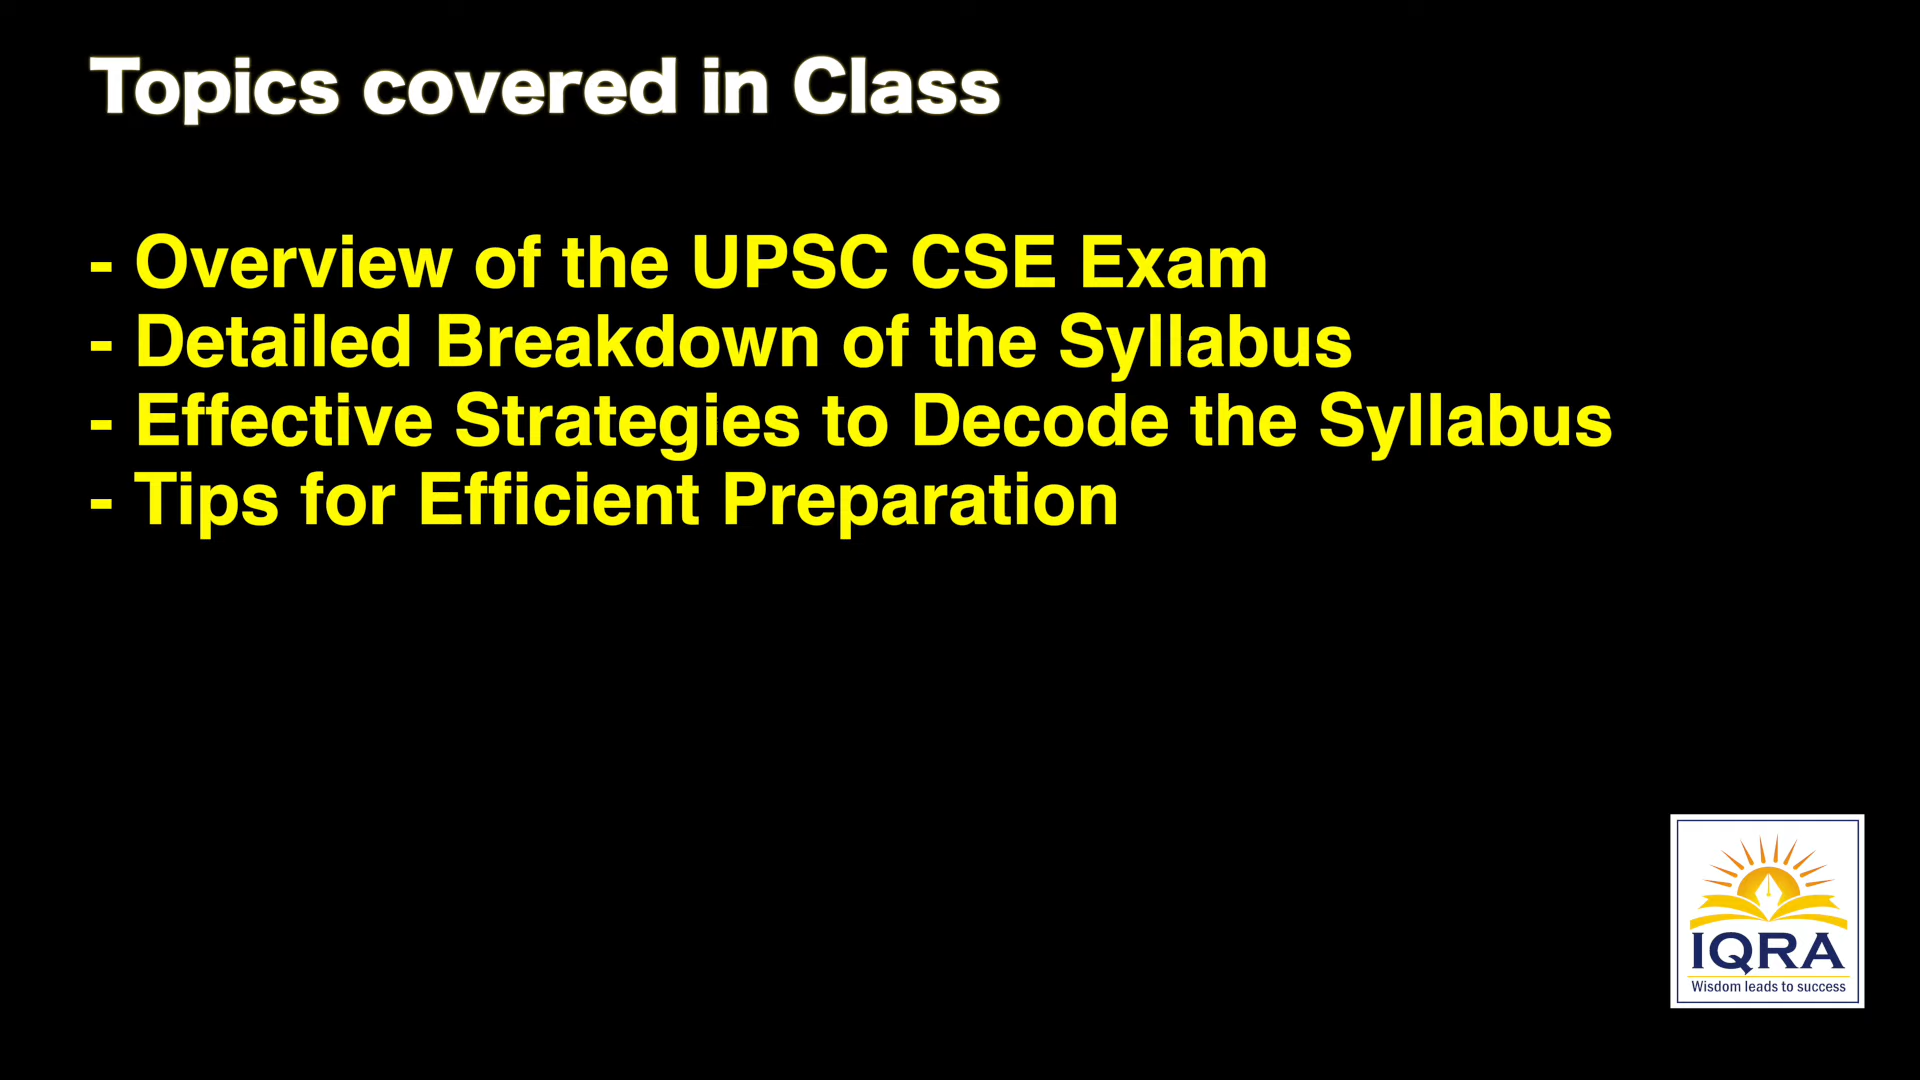 Topics covered in Class
- Overview of the UPSC CSE Exam
- Detailed Breakdown of the Syllabus
- Effective Strategies to Decode the Syllabus
- Tips for Efficient Preparation
IQRA
Wisdom leads to success